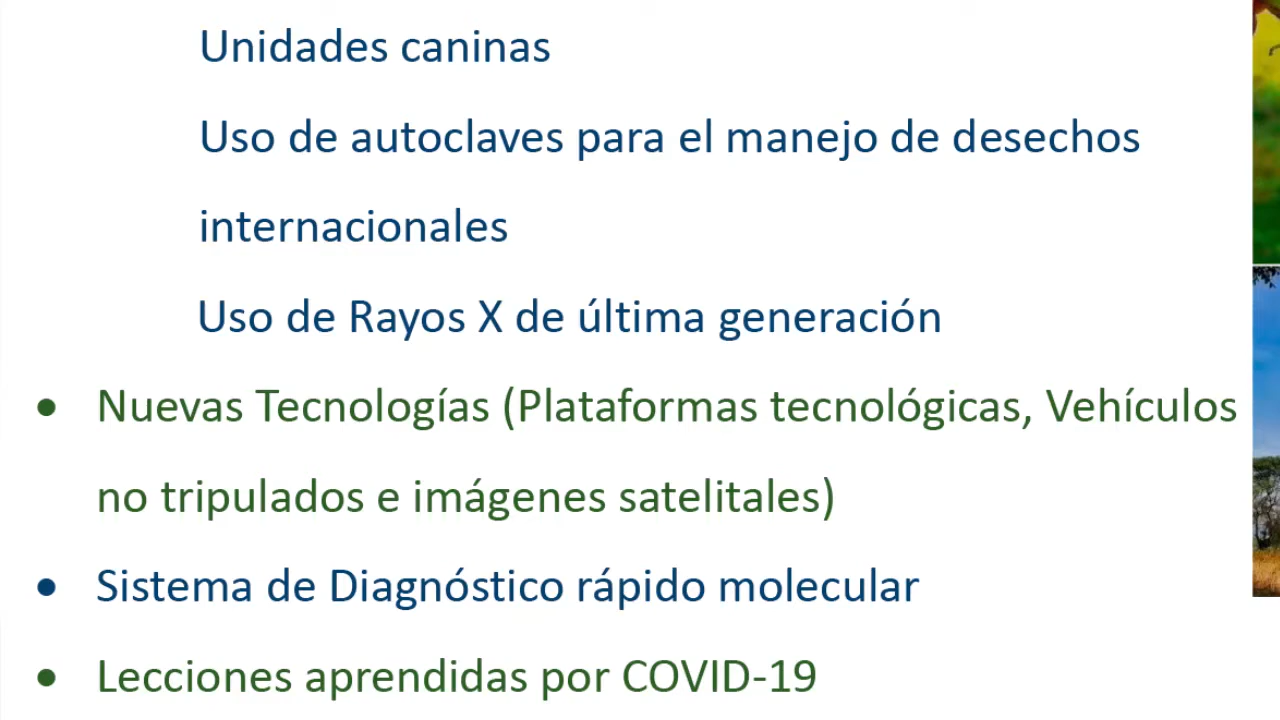 Unidades caninas
Uso de autoclaves para el manejo de desechos
internacionales
Uso de Rayos X de última generación
• Nuevas Tecnologías (Plataformas tecnológicas, Vehículos
no tripulados e imágenes satelitales)
• Sistema de Diagnóstico rápido molecular
• Lecciones aprendidas por COVID-19